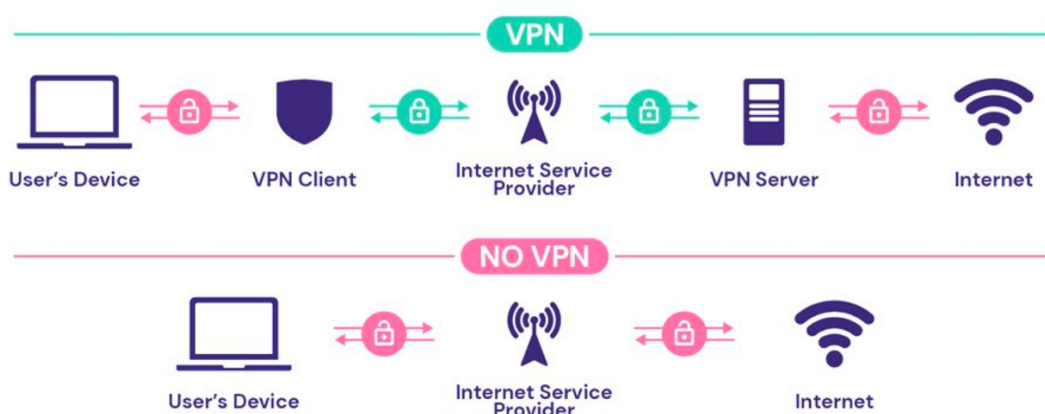 VPN
User's Device
VPN Client
Internet Service
Provider
VPN Server
Internet
NO VPN
User's Device
Internet Service
Provider
Internet